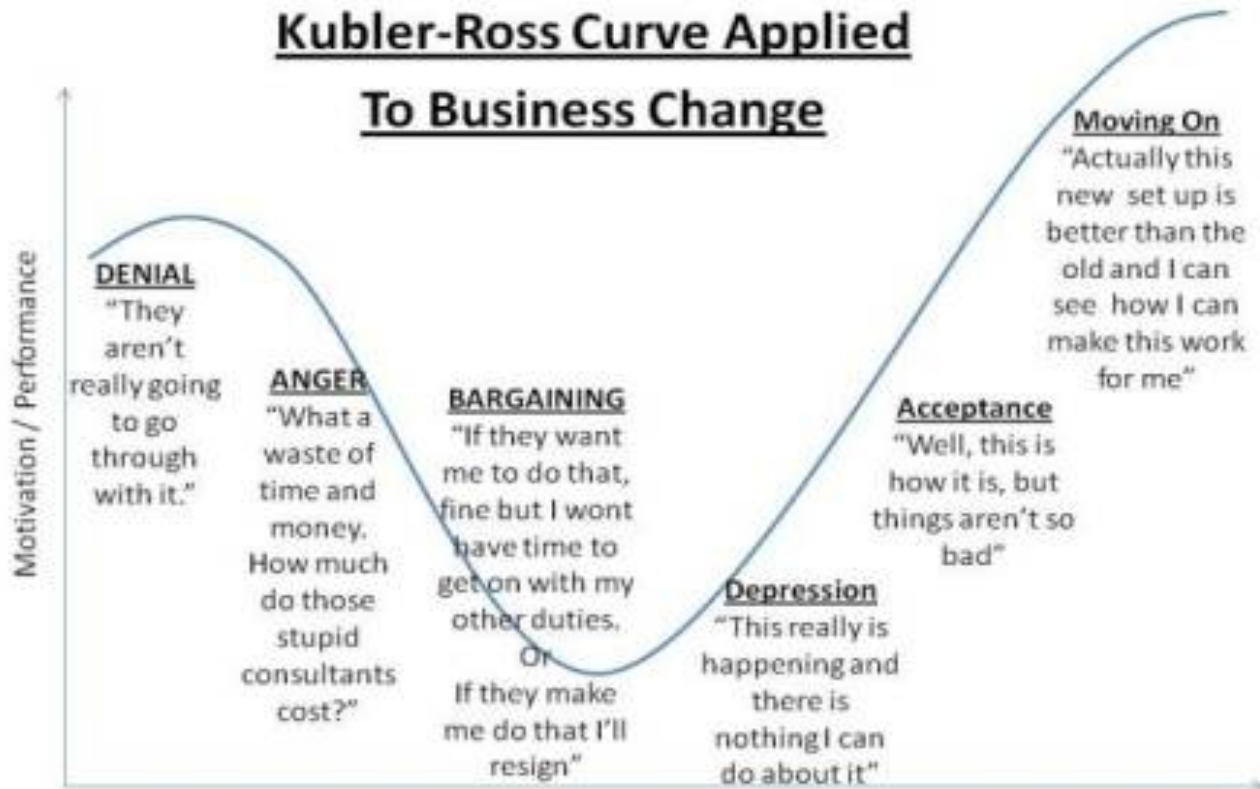 Kubler-Ross Curve Applied
To Business Change
Motivation / Performance
DENIAL
“They
aren’t
really going
to go
through
with it.”
ANGER
“What a
waste of
time and
money.
How much
do those
stupid
consultants
cost?”
BARGAINING
“If they want
me to do that,
fine but I wont
have time to
get on with my
other duties.
Or
If they make
me do that I’ll
resign”
Depression
“This really is
happening and
there is
nothing I can
do about it”
Acceptance
“Well, this is
how it is, but
things aren’t so
bad”
Moving On
“Actually this
new set up is
better than the
old and I can
see how I can
make this work
for me”